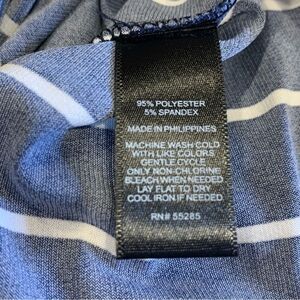 95% POLYESTER
5% SPANDEX
MADE IN PHILIPPINES
MACHINE WASH COLD
WITH LIKE COLORS
GENTLE CYCLE
ONLY NON-CHLORINE
BLEACH WHEN NEEDED
LAY FLAT TO DRY
COOL IRON IF NEEDED
RN# 55285